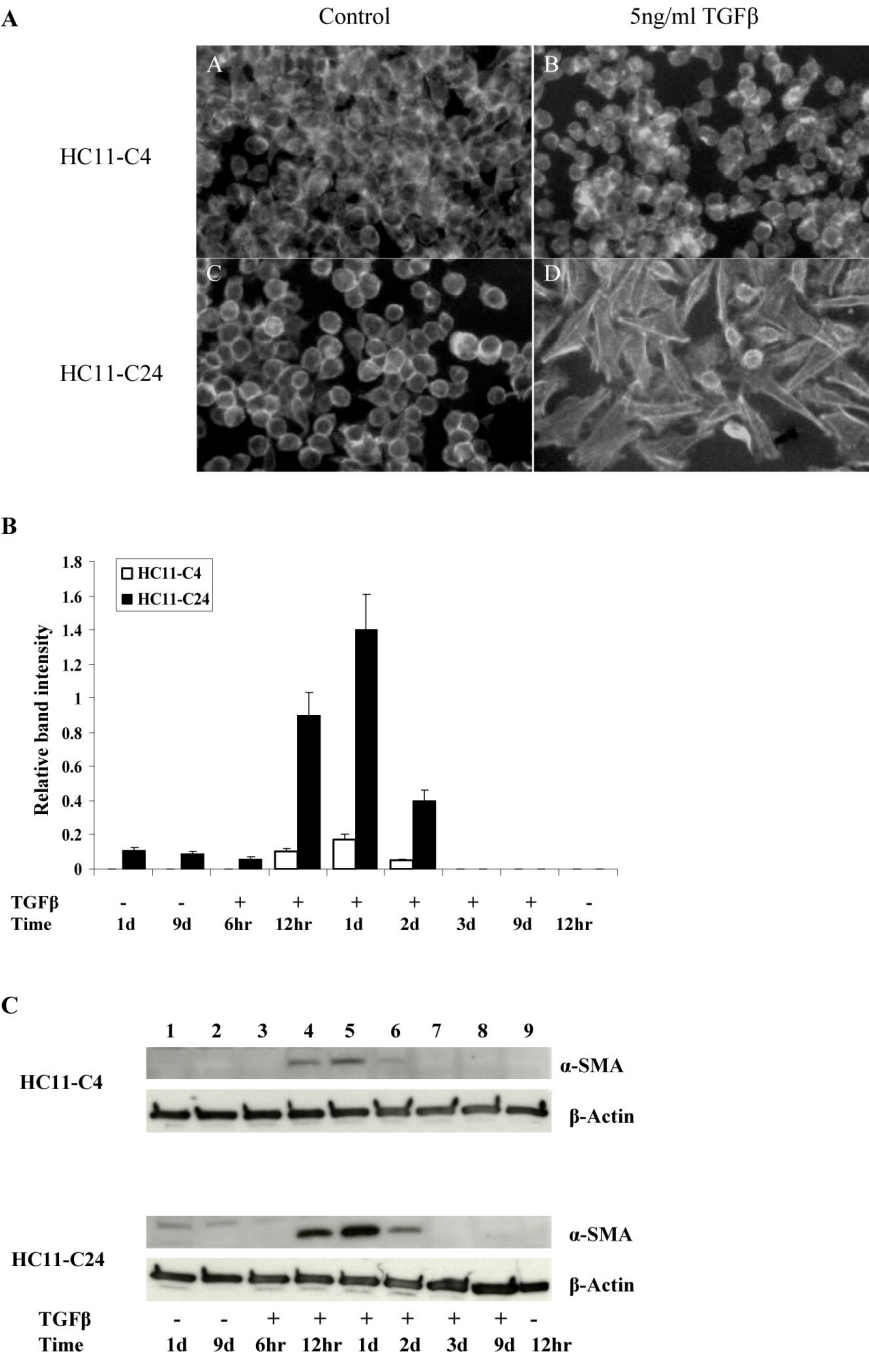 A
Control 5ng/ml TGFβ
A B
HC11-C4
C D
HC11-C24
B
1.8
HC11-C4
1.6
HC11-C24
1.4
1.2
1
0.8
0.6
0.4
0.2
0
Relative band intensity
TGFβ - - + + + + + + -
Time 1d 9d 6hr 12hr 1d 2d 3d 9d 12hr
C
1 2 3 4 5 6 7 8 9
α-SMA
HC11-C4
β-Actin
α-SMA
HC11-C24
β-Actin
TGFβ - - + + + + + + -
Time 1d 9d 6hr 12hr 1d 2d 3d 9d 12hr